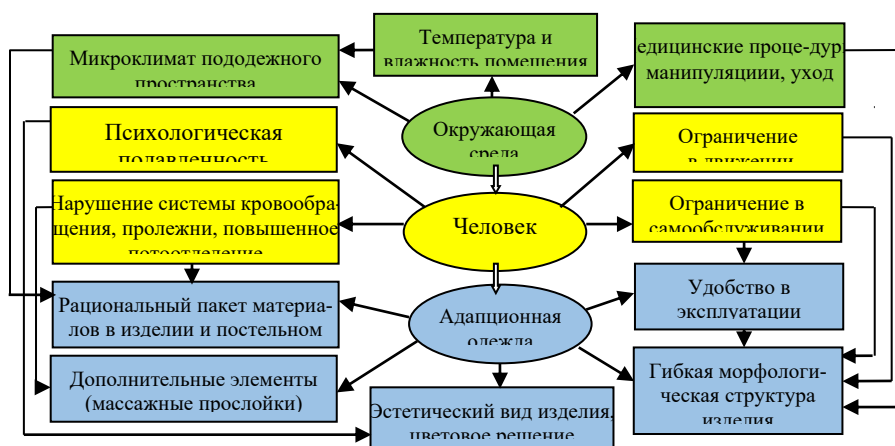 Микроклимат пододежного
пространства
Температура и
влажность помещения
едицинские проце-дур
манипуляциии, уход
Психологическая
подавленность
Окружающая
среда
Ограничение
в движении
Нарушение системы кровообра-
щения, пролежни, повышенное
потоотделение
Человек
Ограничение в
самообслуживании
Рациональный пакет материа-
лов в изделии и постельном
Адапционная
одежда
Удобство в
эксплуатации
Дополнительные элементы
(массажные прослойки)
Эстетический вид изделия,
цветовое решение
Гибкая морфологи-
ческая структура
изделия